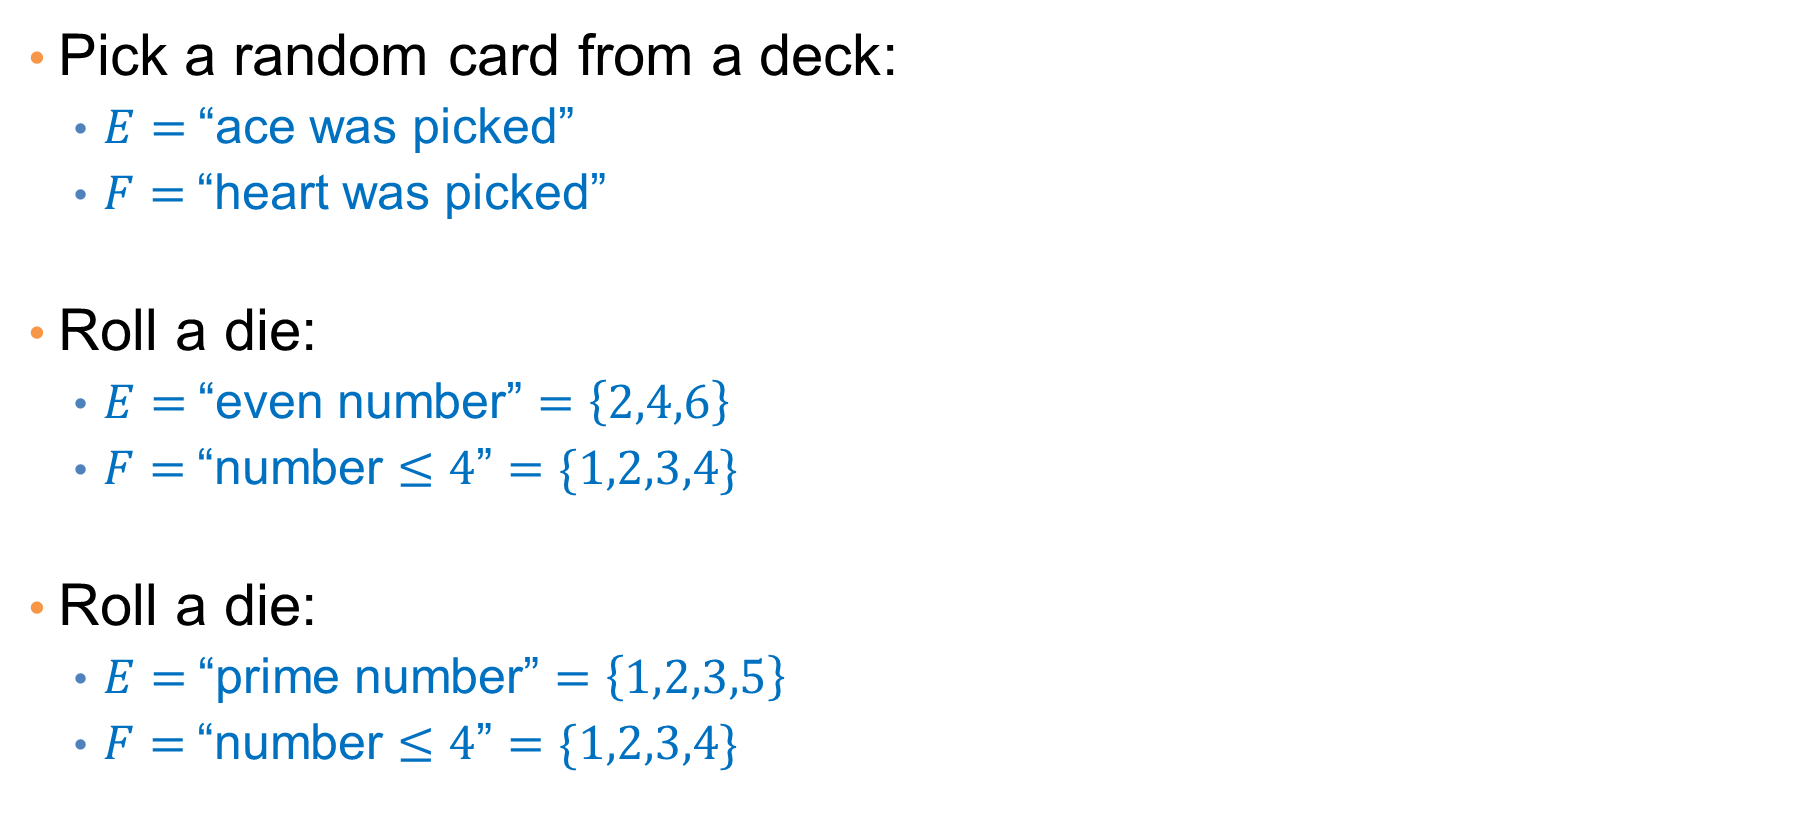 • Pick a random card from a deck:
• E = “ace was picked”
• F = “heart was picked”
• Roll a die:
• E = “even number” = {2,4,6}
• F = “number ≤ 4” = {1,2,3,4}
• Roll a die:
• E = “prime number” = {1,2,3,5}
• F = “number ≤ 4” = {1,2,3,4}